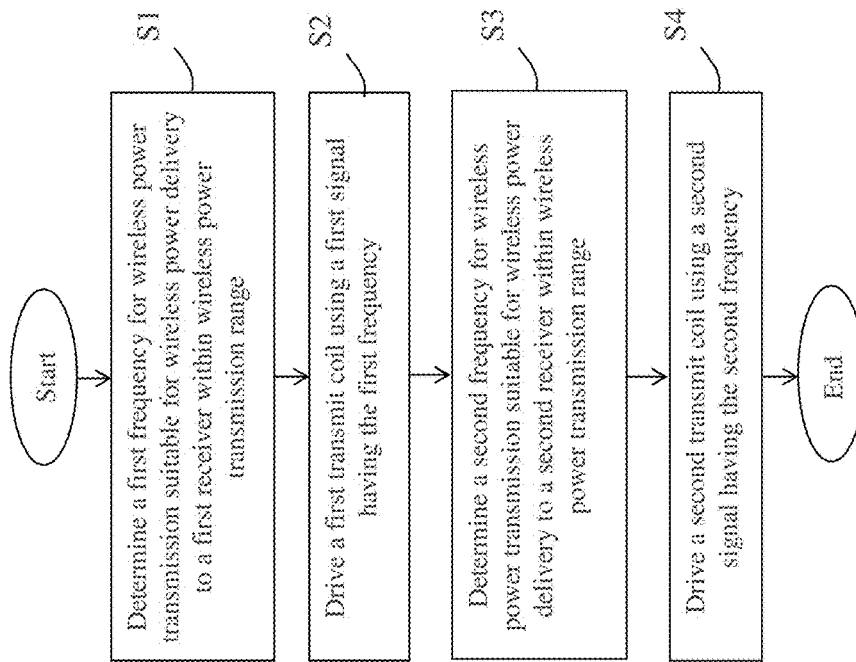 Start
Determine a first frequency for wireless power
transmission suitable for wireless power delivery
to a first receiver within wireless power
transmission range
S1
Drive a first transmit coil using a first signal
having the first frequency
S2
Determine a second frequency for wireless
power transmission suitable for wireless power
delivery to a second receiver within wireless
power transmission range
S3
Drive a second transmit coil using a second
signal having the second frequency
S4
End